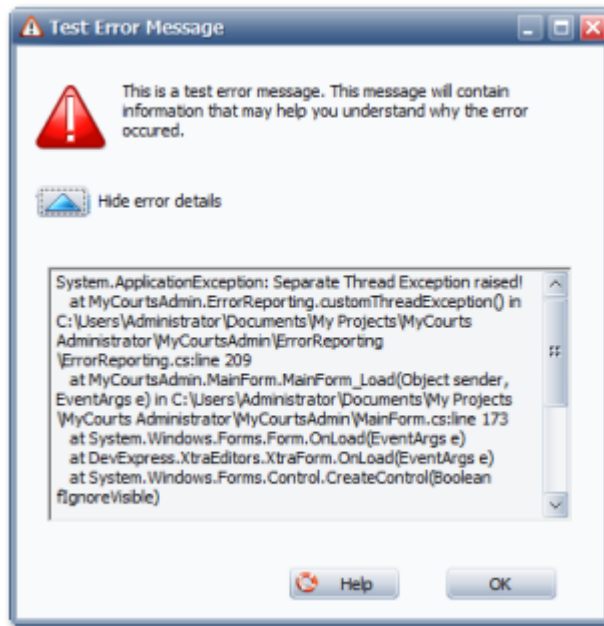 Test Error Message
This is a test error message. This message will contain
information that may help you understand why the error
occured.
Hide error details
System.ApplicationException: Separate Thread Exception raised!
at MyCourtsAdmin.ErrorReporting.customThreadException() in
C:\Users\Administrator\Documents\My Projects\MyCourts
Administrator\MyCourtsAdmin\ErrorReporting
\ErrorReporting.cs:line 209
at MyCourtsAdmin.MainForm.MainForm_Load(Object sender,
EventArgs e) in C:\Users\Administrator\Documents\My Projects
\MyCourts Administrator\MyCourtsAdmin\MainForm.cs:line 173
at System.Windows.Forms.Form.OnLoad(EventArgs e)
at DevExpress.XtraEditors.XtraForm.OnLoad(EventArgs e)
at System.Windows.Forms.Control.CreateControl(Boolean
fIgnoreVisible)
Help
OK